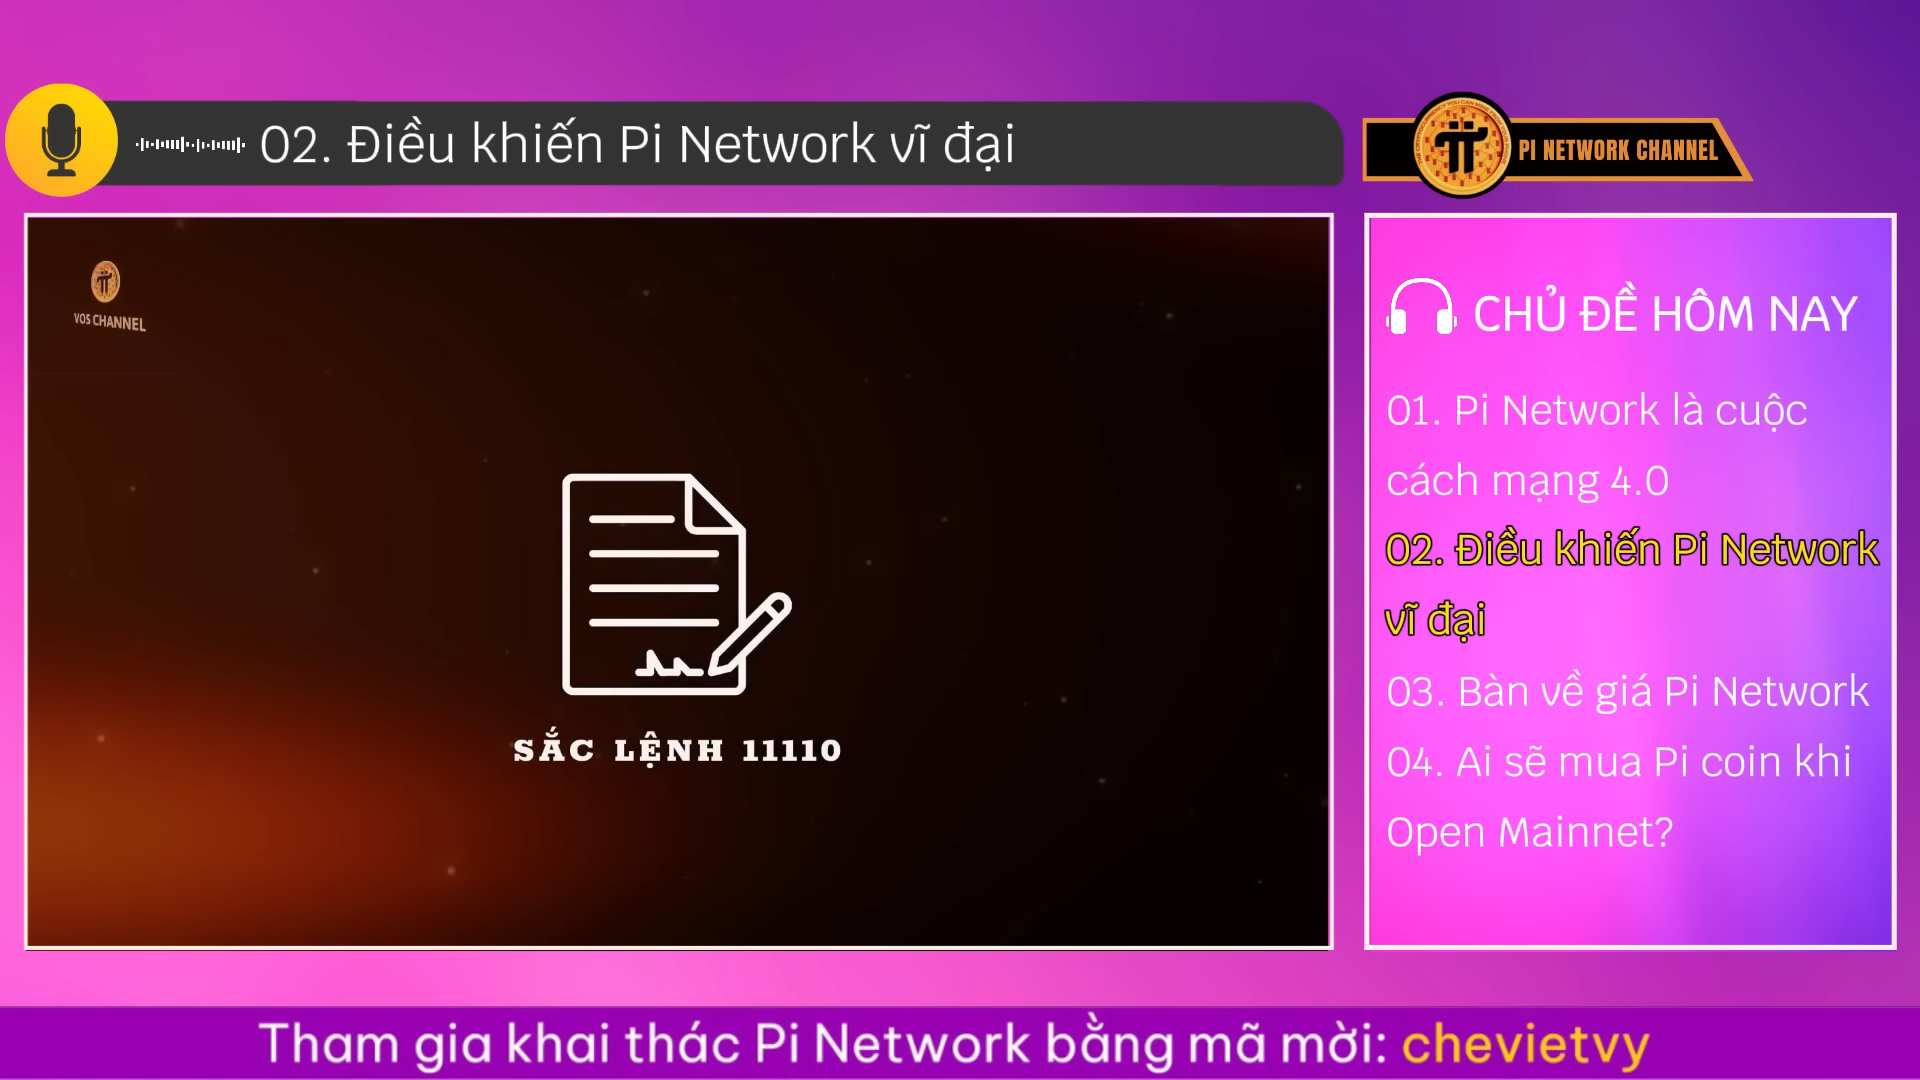 02. Điều khiến Pi Network vĩ đại
PI NETWORK CHANNEL
VOS CHANNEL
SẮC LỆNH 11110
CHỦ ĐỀ HÔM NAY
01. Pi Network là cuộc
cách mạng 4.0
02. Điều khiến Pi Network
vĩ đại
03. Bàn về giá Pi Network
04. Ai sẽ mua Pi coin khi
Open Mainnet?
Tham gia khai thác Pi Network bằng mã mời: chevietvy